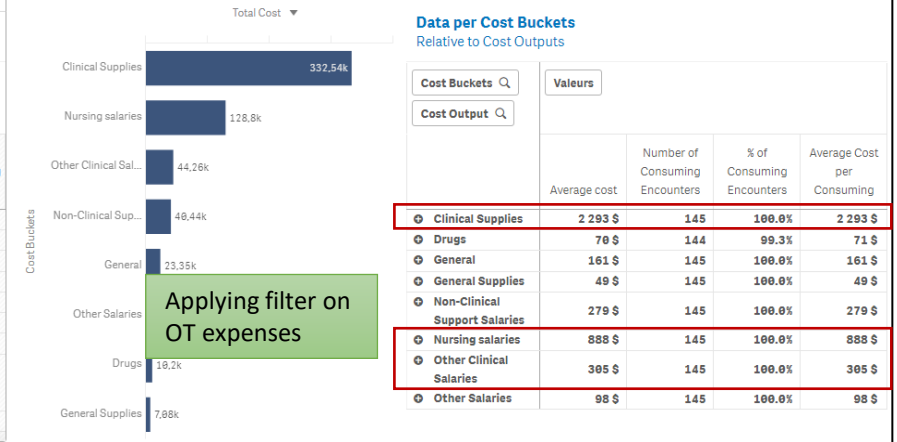 Total Cost ▼
Clinical Supplies 332,54k
Nursing salaries 128,8k
Other Clinical Sal... 44,26k
Non-Clinical Sup... 40,44k
General 23,35k
Other Salaries
Drugs 10,2k
General Supplies 7,08k
Cost Buckets
Applying filter on
OT expenses
Data per Cost Buckets
Relative to Cost Outputs
Cost Buckets
Valeurs
Cost Output
Average cost
Number of
Consuming
Encounters
% of
Consuming
Encounters
Average Cost
per
Consuming
Clinical Supplies 2 293 $ 145 100.0% 2 293 $
Drugs 70 $ 144 99.3% 71 $
General 161 $ 145 100.0% 161 $
General Supplies 49 $ 145 100.0% 49 $
Non-Clinical
Support Salaries 279 $ 145 100.0% 279 $
Nursing salaries 888 $ 145 100.0% 888 $
Other Clinical
Salaries 305 $ 145 100.0% 305 $
Other Salaries 98 $ 145 100.0% 98 $